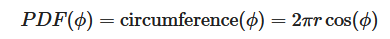 PDF(ϕ) = circumference(ϕ) = 2πr cos(ϕ)